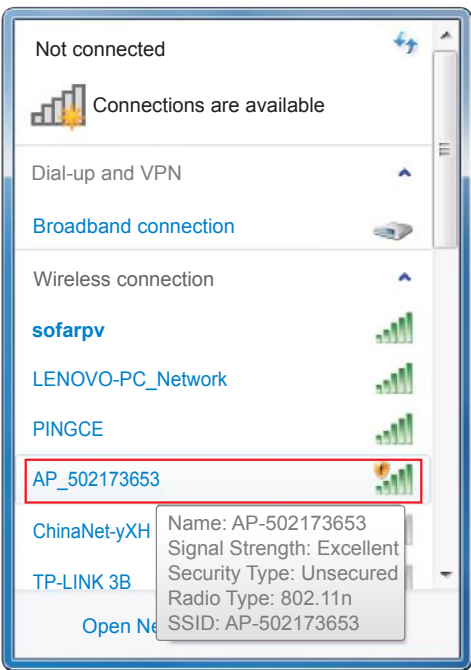 Not connected
Connections are available
Dial-up and VPN
Broadband connection
Wireless connection
sofarpv
LENOVO-PC_Network
PINGCE
AP_502173653
ChinaNet-yXH
TP-LINK 3B
Name: AP-502173653
Signal Strength: Excellent
Security Type: Unsecured
Radio Type: 802.11n
SSID: AP-502173653
Open Ne